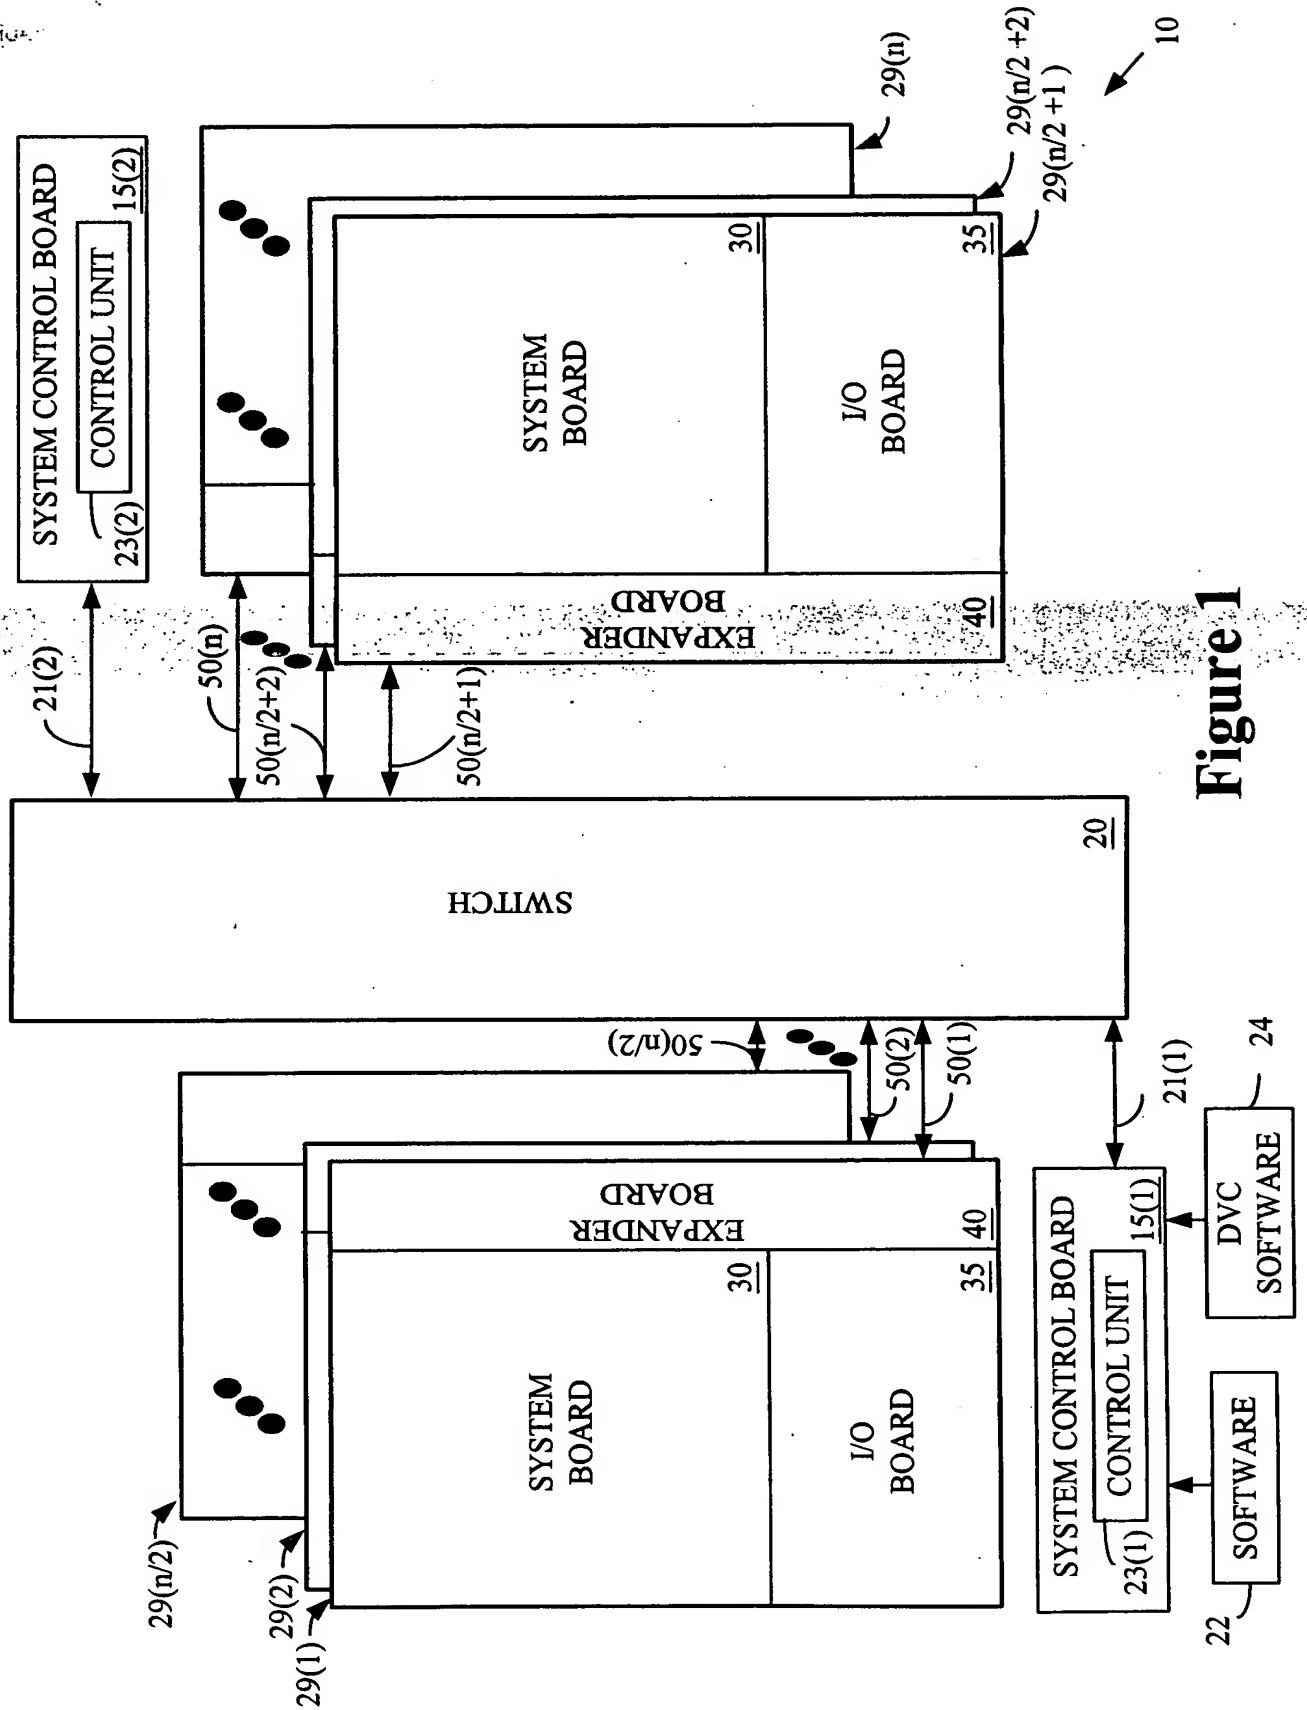 29(n/2)
29(2)
29(1)
SYSTEM
BOARD
30
I/O
BOARD
35
EXPANDER
BOARD
40
50(n/2)
50(2)
50(1)
SYSTEM CONTROL BOARD
15(1)
CONTROL UNIT
23(1)
21(1)
SOFTWARE
22
DVC
SOFTWARE
24
SWITCH
20
SYSTEM CONTROL BOARD
15(2)
CONTROL UNIT
23(2)
21(2)
50(n)
50(n/2+2)
50(n/2+1)
EXPANDER
BOARD
40
SYSTEM
BOARD
30
I/O
BOARD
35
29(n)
29(n/2 +2)
29(n/2 +1 )
10
Figure 1